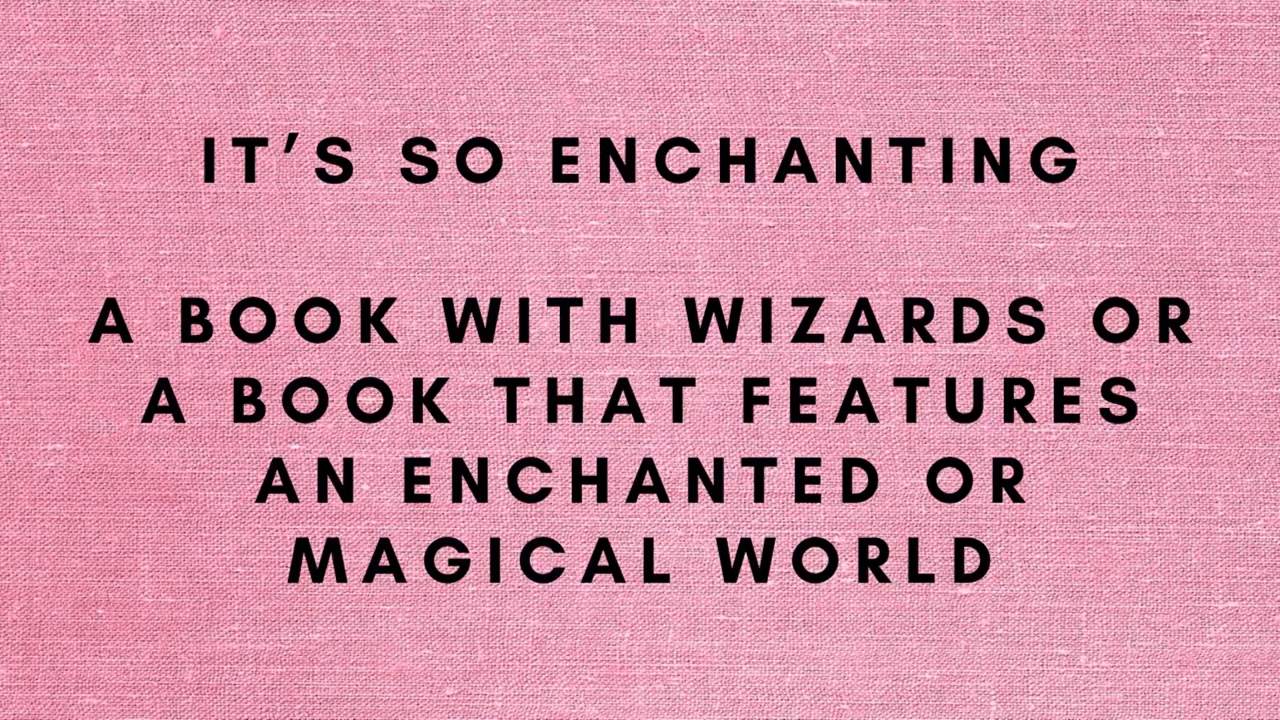 IT’S SO ENCHANTING
A BOOK WITH WIZARDS OR
A BOOK THAT FEATURES
AN ENCHANTED OR
MAGICAL WORLD